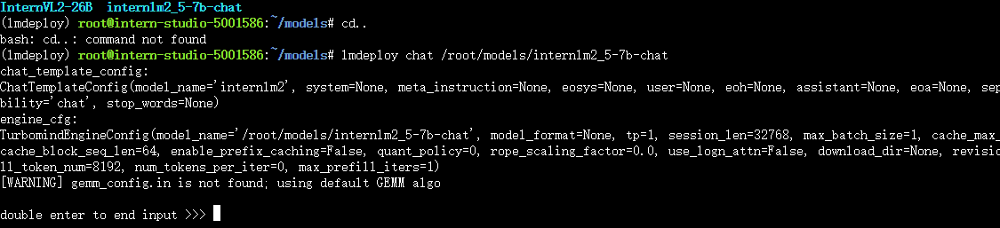 InternVL2-26B  internlm2_5-7b-chat
(lmdeploy) root@intern-studio-5001586:~/models# cd..
bash: cd..: command not found
(lmdeploy) root@intern-studio-5001586:~/models# lmdeploy chat /root/models/internlm2_5-7b-chat
chat_template_config:
ChatTemplateConfig(model_name='internlm2', system=None, meta_instruction=None, eosys=None, user=None, eoh=None, assistant=None, eoa=None, sep
bility='chat', stop_words=None)
engine_cfg:
TurbomindEngineConfig(model_name='/root/models/internlm2_5-7b-chat', model_format=None, tp=1, session_len=32768, max_batch_size=1, cache_max_
cache_block_seq_len=64, enable_prefix_caching=False, quant_policy=0, rope_scaling_factor=0.0, use_logn_attn=False, download_dir=None, revisio
ll_token_num=8192, num_tokens_per_iter=0, max_prefill_iters=1)
[WARNING] gemm_config.in is not found; using default GEMM algo
double enter to end input >>>